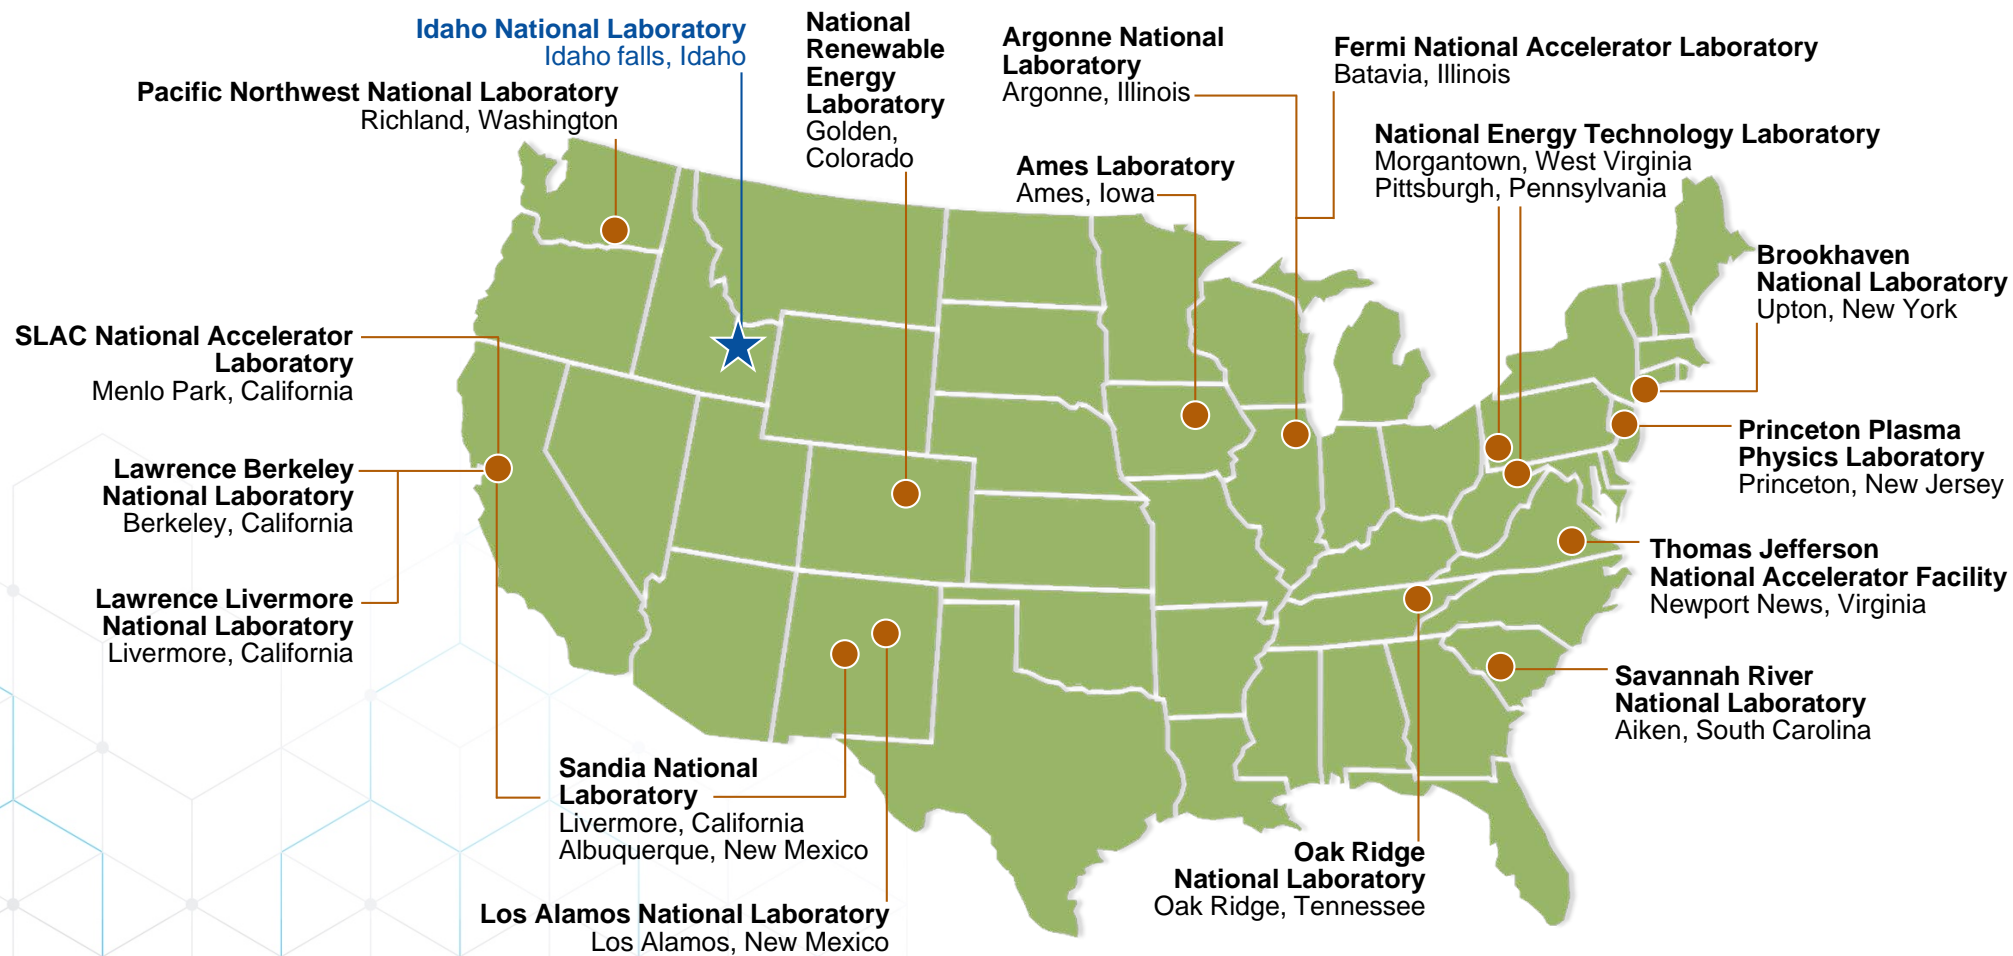 Idaho National Laboratory
Idaho falls, Idaho
Pacific Northwest National Laboratory
Richland, Washington
National
Renewable
Energy
Laboratory
Golden,
Colorado
Argonne National
Laboratory
Argonne, Illinois
Fermi National Accelerator Laboratory
Batavia, Illinois
Ames Laboratory
Ames, Iowa
National Energy Technology Laboratory
Morgantown, West Virginia
Pittsburgh, Pennsylvania
Brookhaven
National Laboratory
Upton, New York
SLAC National Accelerator
Laboratory
Menlo Park, California
Princeton Plasma
Physics Laboratory
Princeton, New Jersey
Lawrence Berkeley
National Laboratory
Berkeley, California
Thomas Jefferson
National Accelerator Facility
Newport News, Virginia
Lawrence Livermore
National Laboratory
Livermore, California
Savannah River
National Laboratory
Aiken, South Carolina
Sandia National
Laboratory
Livermore, California
Albuquerque, New Mexico
Oak Ridge
National Laboratory
Oak Ridge, Tennessee
Los Alamos National Laboratory
Los Alamos, New Mexico